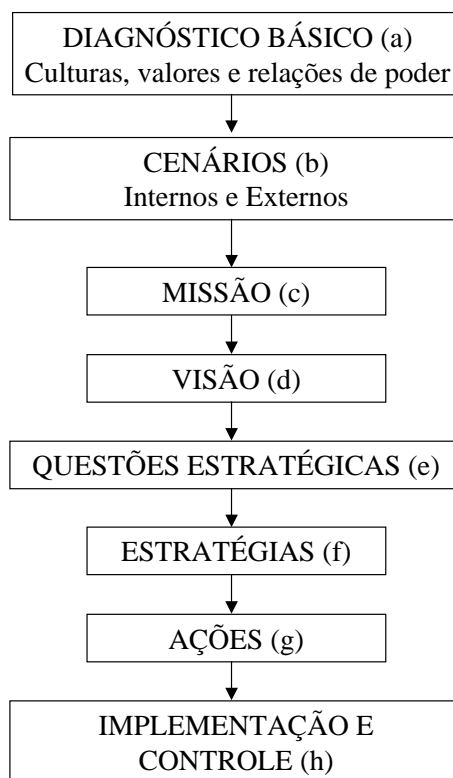 DIAGNÓSTICO BÁSICO (a)
Culturas, valores e relações de poder
CENÁRIOS (b)
Internos e Externos
MISSÃO (c)
VISÃO (d)
QUESTÕES ESTRATÉGICAS (e)
ESTRATÉGIAS (f)
AÇÕES (g)
IMPLEMENTAÇÃO E
CONTROLE (h)